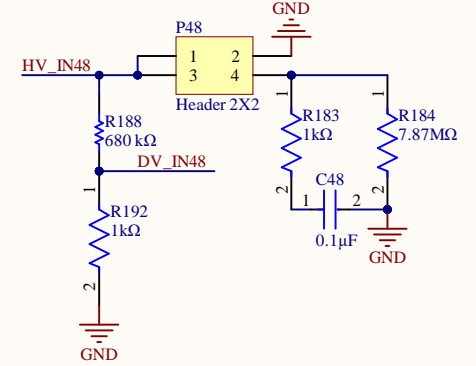 GND
P48
HV_IN48
1 2
3 4
Header 2X2
1
R183
1kΩ
2
1
R184
7.87MΩ
2
R188
680 kΩ
DV_IN48
C48
1 2
0.1µF
GND
1
R192
1kΩ
2
GND